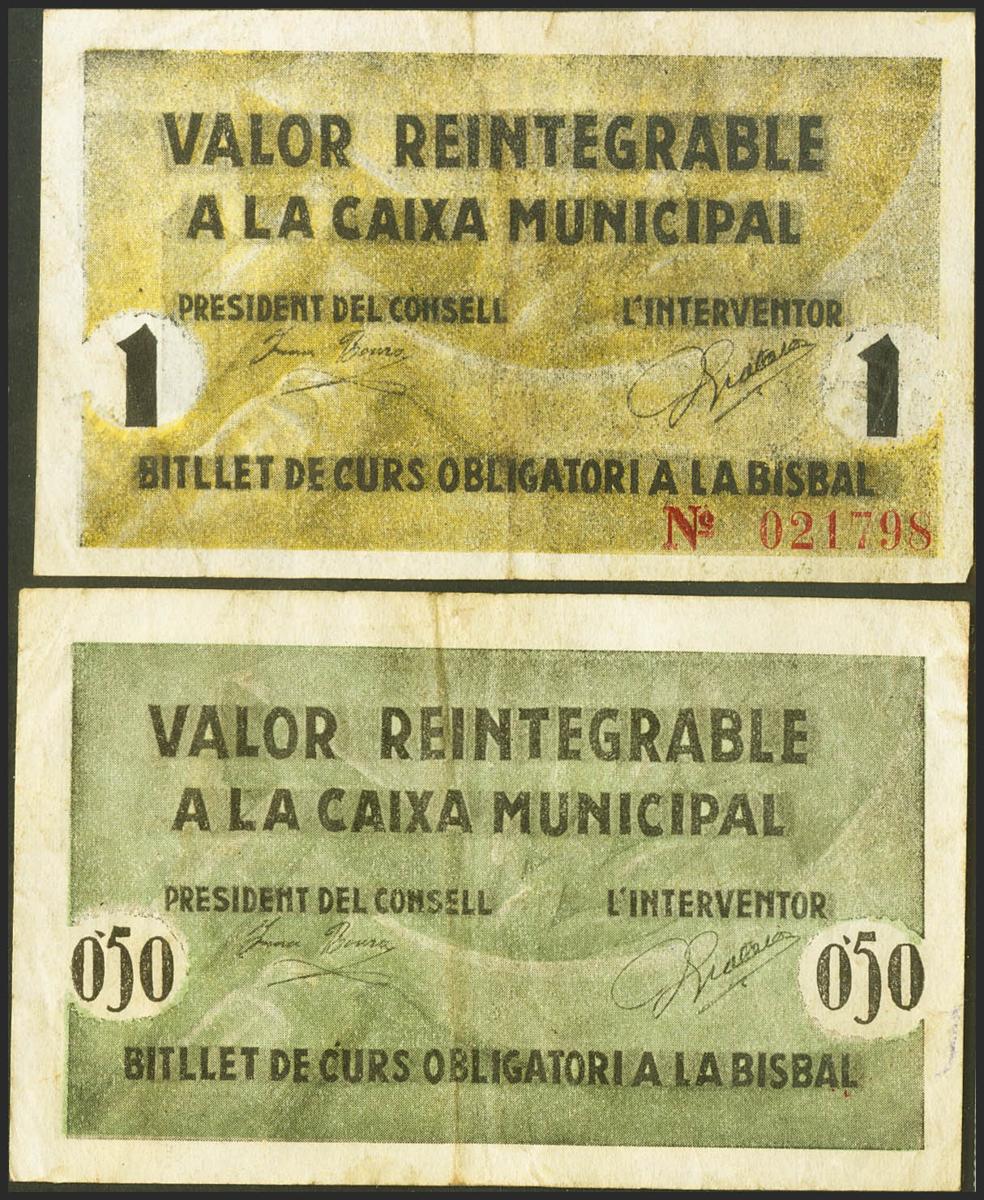 VALOR REINTEGRABLE
A LA CAIXA MUNICIPAL
PRESIDENT DEL CONSELL L'INTERVENTOR
1 1
BITLLET DE CURS OBLIGATORI A LA BISBAL
Nº 021798
VALOR REINTEGRABLE
A LA CAIXA MUNICIPAL
PRESIDENT DEL CONSELL L'INTERVENTOR
0'50 0'50
BITLLET DE CURS OBLIGATORI A LA BISBAL